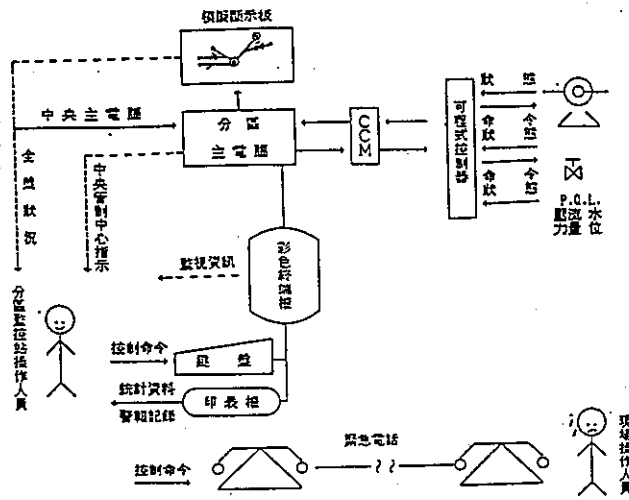 模擬顯示板
中央主電腦
分區
主電腦
CCM
可程式控制器
狀態
命令
狀態
命令
狀態
P.Q.L.
壓流水
力量位
全盤狀況
中央管制中心指示
彩色終端機
監視資訊
分區監控站操作人員
控制命令
鍵盤
統計資料
印表機
警報記錄
緊急電話
控制命令
現場操作人員